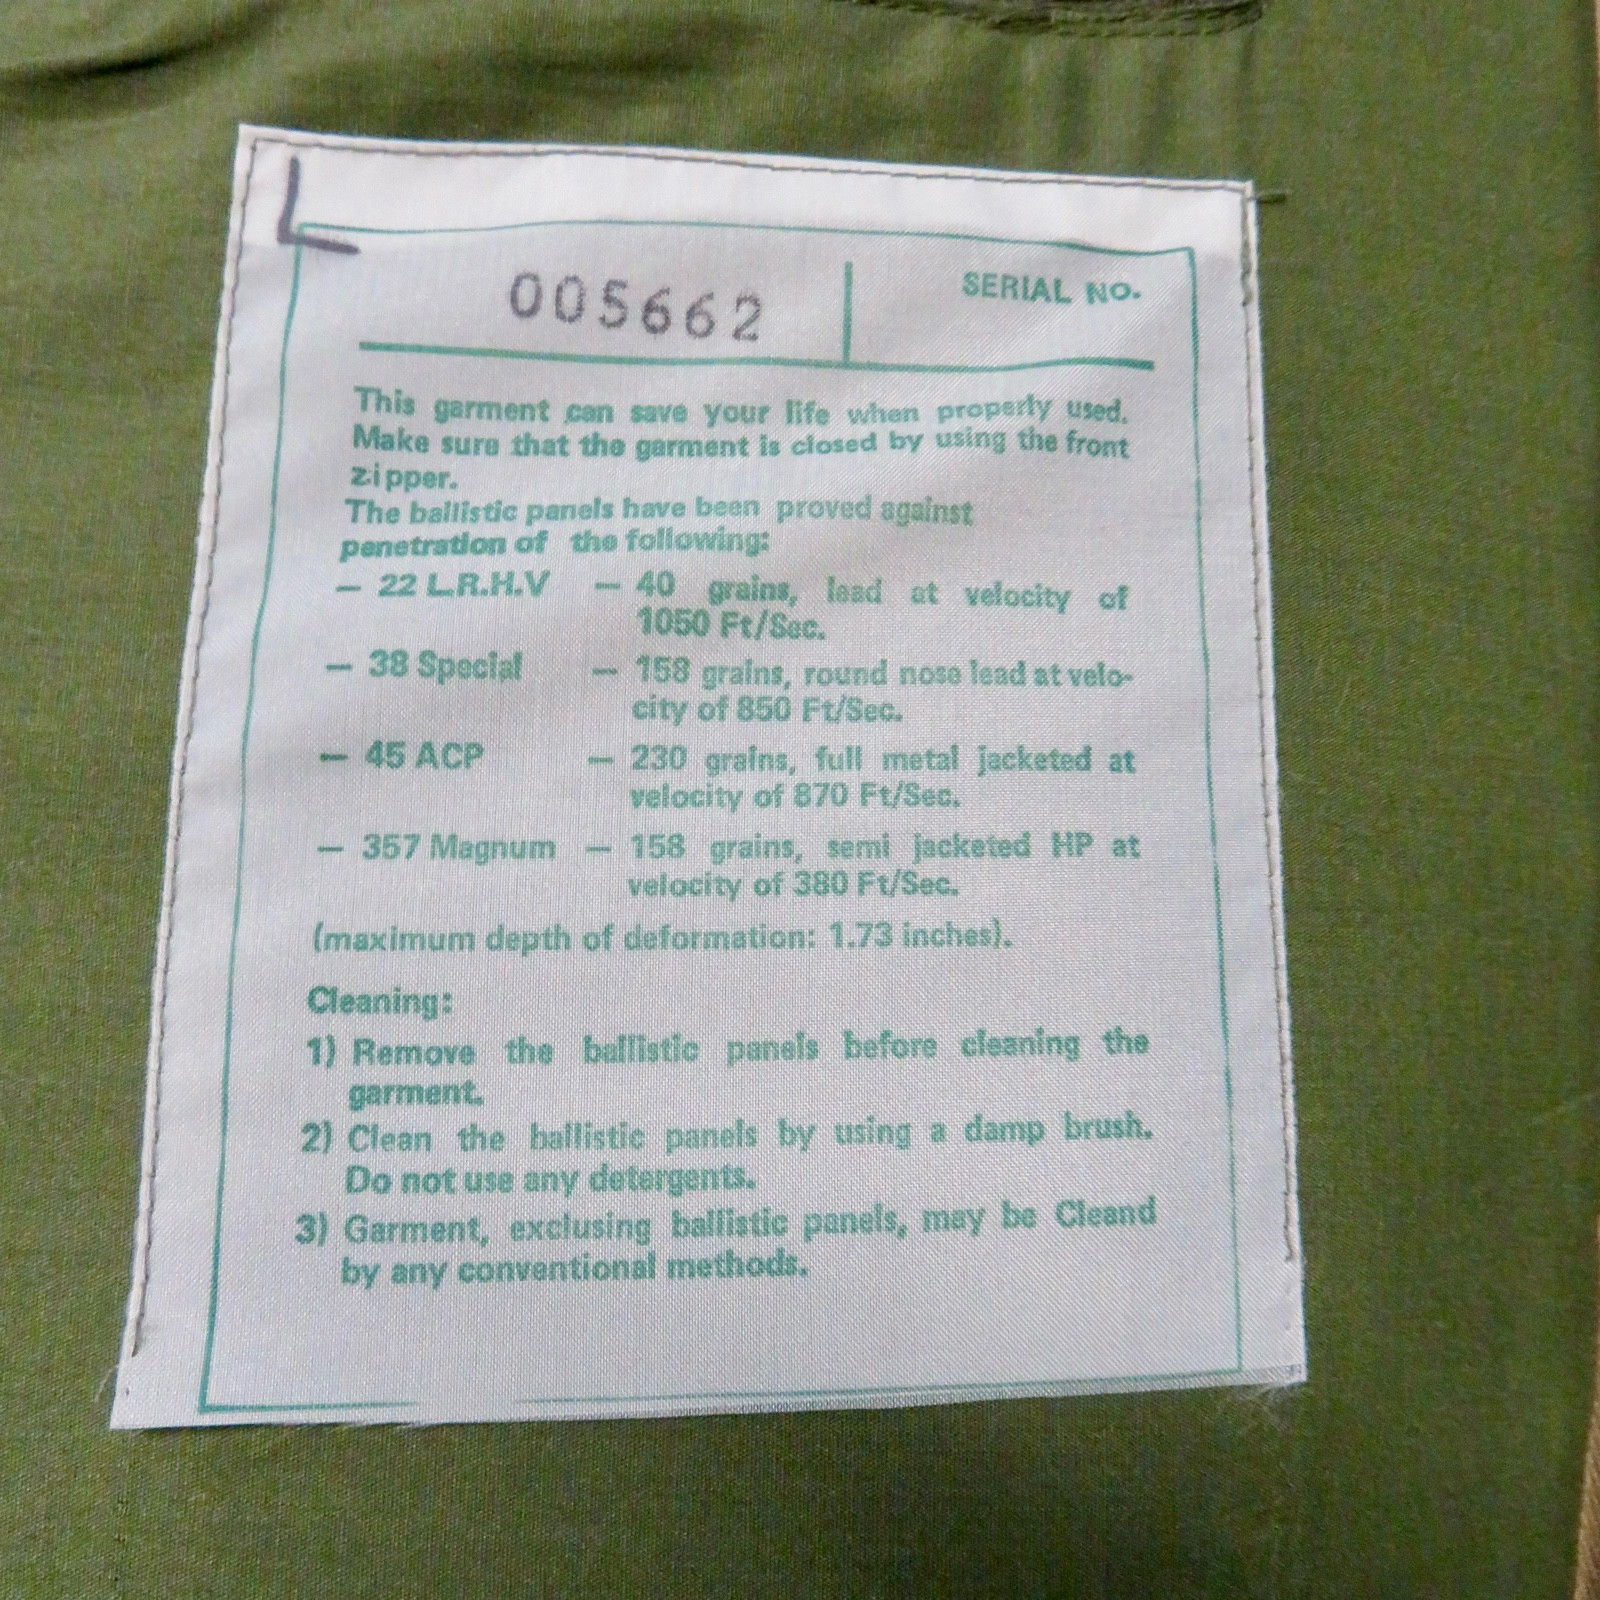 L
005662 SERIAL NO.
This garment can save your life when properly used.
Make sure that the garment is closed by using the front
zipper.
The ballistic panels have been proved against
penetration of the following:
— 22 L.R.H.V — 40 grains, lead at velocity of
1050 Ft/Sec.
— 38 Special — 158 grains, round nose lead at velo-
city of 850 Ft/Sec.
— 45 ACP — 230 grains, full metal jacketed at
velocity of 870 Ft/Sec.
— 357 Magnum — 158 grains, semi jacketed HP at
velocity of 380 Ft/Sec.
(maximum depth of deformation: 1.73 inches).
Cleaning:
1) Remove the ballistic panels before cleaning the
garment.
2) Clean the ballistic panels by using a damp brush.
Do not use any detergents.
3) Garment, exclusing ballistic panels, may be Cleand
by any conventional methods.